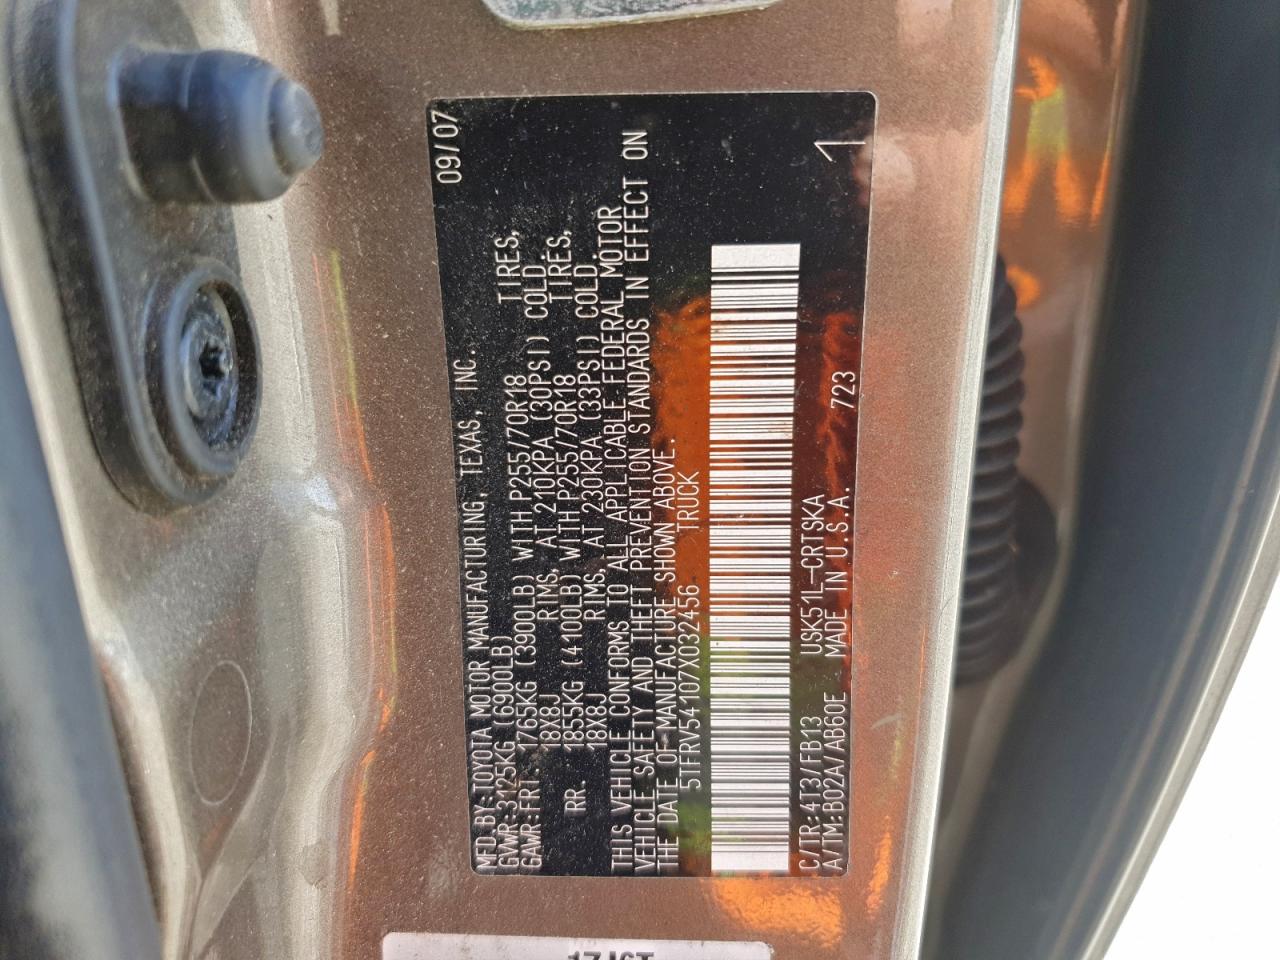 MFD BY:TOYOTA MOTOR MANUFACTURING, TEXAS, INC. 09/07
GVWR:3125KG(6900LB)
GAWR:FRT. 1765KG (3900LB) WITH P255/70R18 TIRES,
18X8J RIMS, AT 210KPA (30PSI) COLD.
RR. 1855KG (4100LB) WITH P255/70R18 TIRES,
18X8J RIMS, AT 230KPA (33PSI) COLD.
THIS VEHICLE CONFORMS TO ALL APPLICABLE FEDERAL MOTOR
VEHICLE SAFETY AND THEFT PREVENTION STANDARDS IN EFFECT ON
THE DATE OF MANUFACTURE SHOWN ABOVE.
5TFRV54107X032456 TRUCK
C/TR:4T3/FB13 USK51L-CRTSKA
A/TM:B02A/AB60E MADE IN U.S.A. 723 1